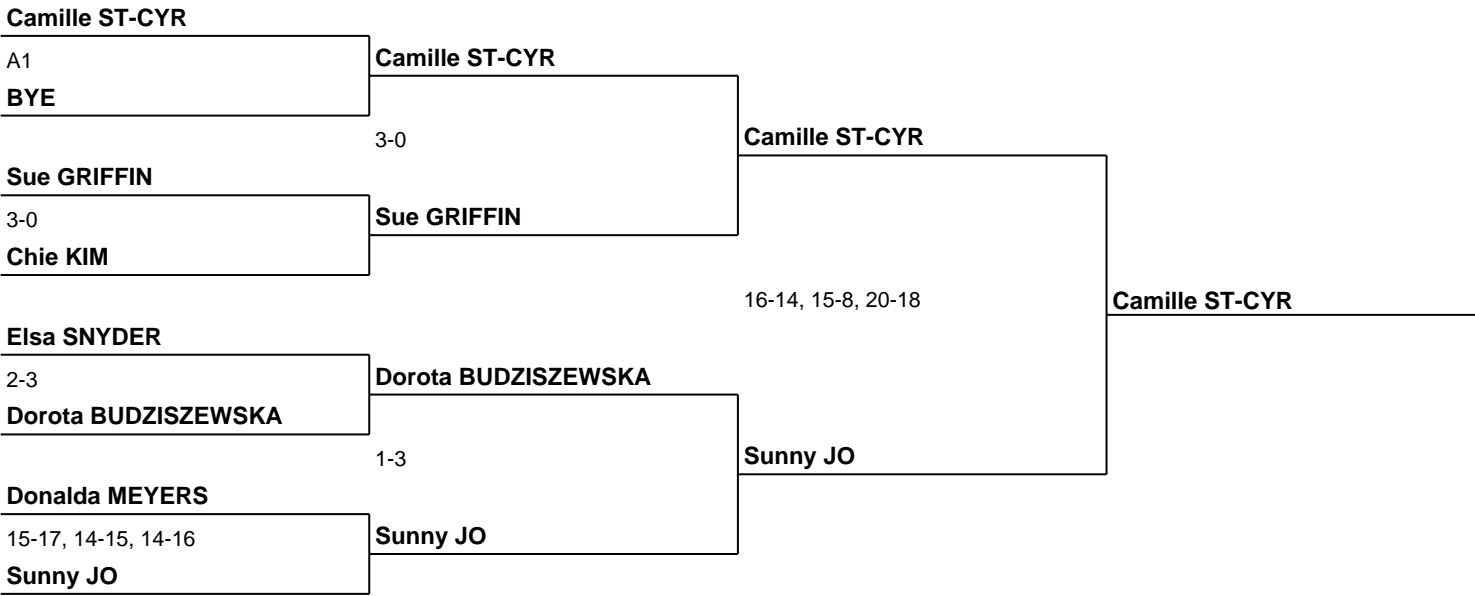 Camille ST-CYR
A1
BYE
Camille ST-CYR
3-0
Camille ST-CYR
Sue GRIFFIN
3-0
Chie KIM
Sue GRIFFIN
16-14, 15-8, 20-18
Camille ST-CYR
Elsa SNYDER
2-3
Dorota BUDZISZEWSKA
Dorota BUDZISZEWSKA
1-3
Sunny JO
Donalda MEYERS
15-17, 14-15, 14-16
Sunny JO
Sunny JO